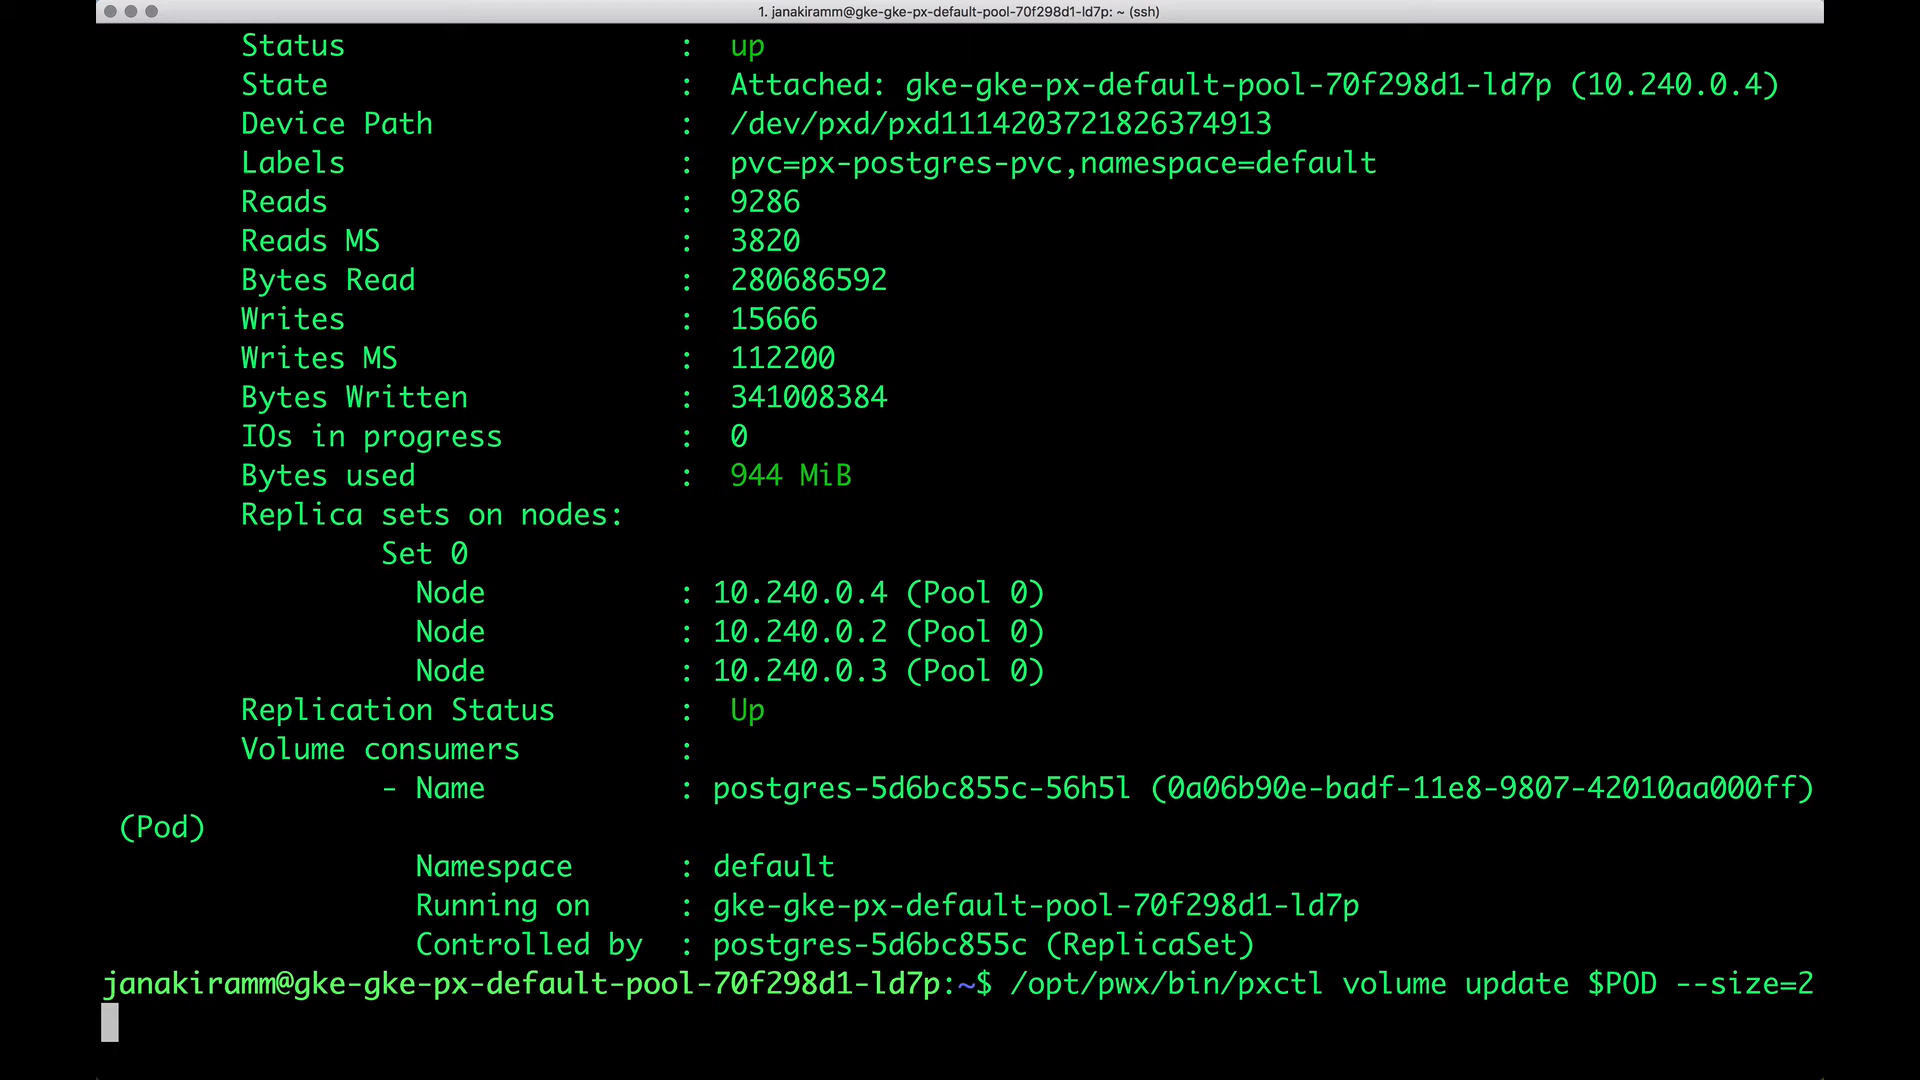 1. janakiramm@gke-gke-px-default-pool-70f298d1-ld7p: ~ (ssh)
Status : up
State : Attached: gke-gke-px-default-pool-70f298d1-ld7p (10.240.0.4)
Device Path : /dev/pxd/pxd1114203721826374913
Labels : pvc=px-postgres-pvc,namespace=default
Reads : 9286
Reads MS : 3820
Bytes Read : 280686592
Writes : 15666
Writes MS : 112200
Bytes Written : 341008384
IOs in progress : 0
Bytes used : 944 MiB
Replica sets on nodes:
Set 0
Node : 10.240.0.4 (Pool 0)
Node : 10.240.0.2 (Pool 0)
Node : 10.240.0.3 (Pool 0)
Replication Status : Up
Volume consumers :
- Name : postgres-5d6bc855c-56h5l (0a06b90e-badf-11e8-9807-42010aa000ff)
(Pod)
Namespace : default
Running on : gke-gke-px-default-pool-70f298d1-ld7p
Controlled by : postgres-5d6bc855c (ReplicaSet)
janakiramm@gke-gke-px-default-pool-70f298d1-ld7p:~$ /opt/pwx/bin/pxctl volume update $POD --size=2